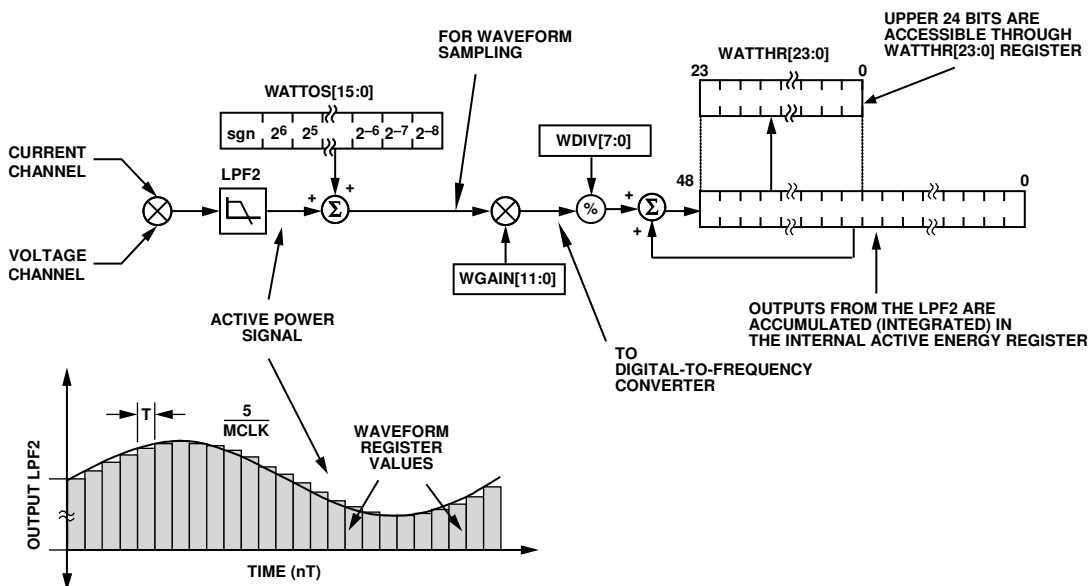 UPPER 24 BITS ARE
ACCESSIBLE THROUGH
WATTHR[23:0] REGISTER
FOR WAVEFORM
SAMPLING
WATTHR[23:0]
23
0
WATTOS[15:0]
sgn 2⁶ 2⁵ 2⁻⁶ 2⁻⁷ 2⁻⁸
WDIV[7:0]
CURRENT
CHANNEL
LPF2
48
0
+
+
Σ
%
+
Σ
+
VOLTAGE
CHANNEL
WGAIN[11:0]
ACTIVE POWER
SIGNAL
OUTPUTS FROM THE LPF2 ARE
ACCUMULATED (INTEGRATED) IN
THE INTERNAL ACTIVE ENERGY REGISTER
TO
DIGITAL-TO-FREQUENCY
CONVERTER
T
5
MCLK
WAVEFORM
REGISTER
VALUES
OUTPUT LPF2
TIME (nT)